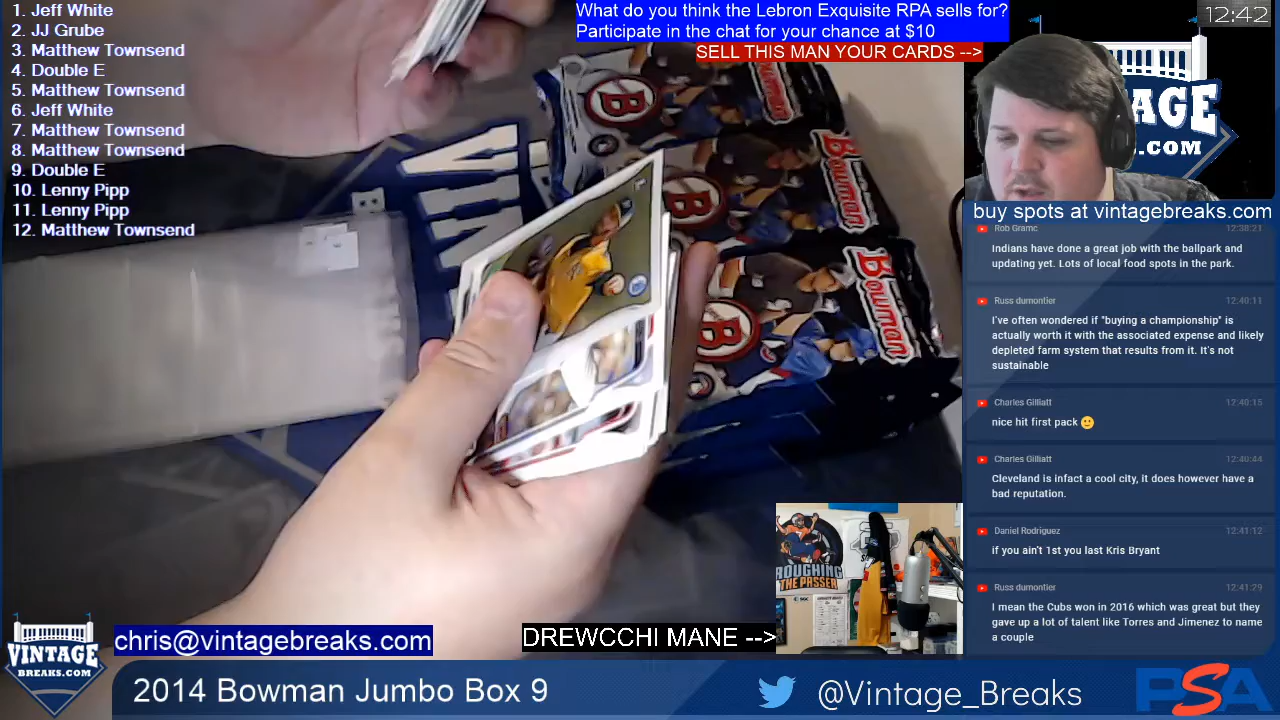 1. Jeff White
2. JJ Grube
3. Matthew Townsend
4. Double E
5. Matthew Townsend
6. Jeff White
7. Matthew Townsend
8. Matthew Townsend
9. Double E
10. Lenny Pipp
11. Lenny Pipp
12. Matthew Townsend
What do you think the Lebron Exquisite RPA sells for?
Participate in the chat for your chance at $10
SELL THIS MAN YOUR CARDS -->
12:42
buy spots at vintagebreaks.com
Rob Gramc 12:38:21
Indians have done a great job with the ballpark and
updating yet. Lots of local food spots in the park.
Russ dumontier 12:40:11
I've often wondered if "buying a championship" is
actually worth it with the associated expense and likely
depleted farm system that results from it. It's not
sustainable
Charles Gilliatt 12:40:15
nice hit first pack
Charles Gilliatt 12:40:44
Cleveland is infact a cool city, it does however have a
bad reputation.
Daniel Rodriguez 12:41:12
if you ain't 1st you last Kris Bryant
Russ dumontier 12:41:29
I mean the Cubs won in 2016 which was great but they
gave up a lot of talent like Torres and Jimenez to name
a couple
Bowman
Bowman
B
ROUGHING
THE PASSER
DREWCCHI MANE -->
chris@vintagebreaks.com
VINTAGE
BREAKS.COM
2014 Bowman Jumbo Box 9
@Vintage_Breaks
PSA